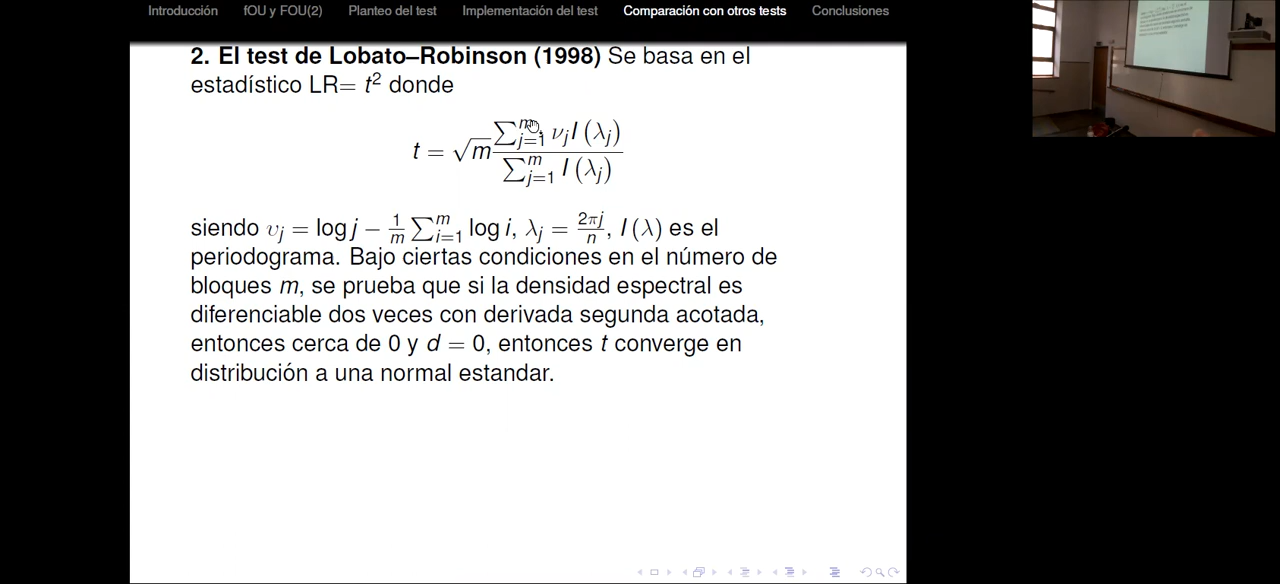 Introducción fOU y FOU(2) Planteo del test Implementación del test Comparación con otros tests Conclusiones
2. El test de Lobato–Robinson (1998) Se basa en el
estadístico LR= t² donde
t = √m \frac{∑_{j=1}^{m} ν_j I (λ_j)}{∑_{j=1}^{m} I (λ_j)}
siendo υ_j = log j − \frac{1}{m} ∑_{i=1}^{m} log i, λ_j = \frac{2πj}{n}, I (λ) es el
periodograma. Bajo ciertas condiciones en el número de
bloques m, se prueba que si la densidad espectral es
diferenciable dos veces con derivada segunda acotada,
entonces cerca de 0 y d = 0, entonces t converge en
distribución a una normal estandar.